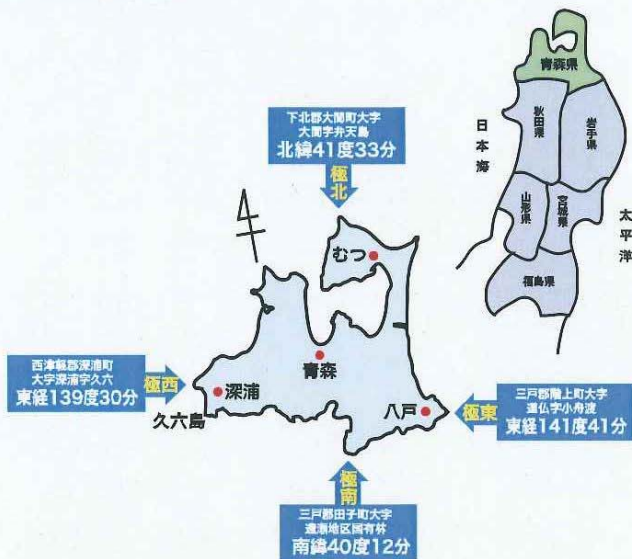 下北郡大間町大字
大間字弁天島
北緯41度33分
極北
青森県
秋田県
岩手県
山形県
宮城県
福島県
日本海
太平洋
むつ
青森
深浦
八戸
久六島
西津軽郡深浦町
大字深浦字久六
東経139度30分
極西
三戸郡階上町大字
道仏字小舟渡
東経141度41分
極東
極南
三戸郡田子町大字
遠瀬地区国有林
南緯40度12分